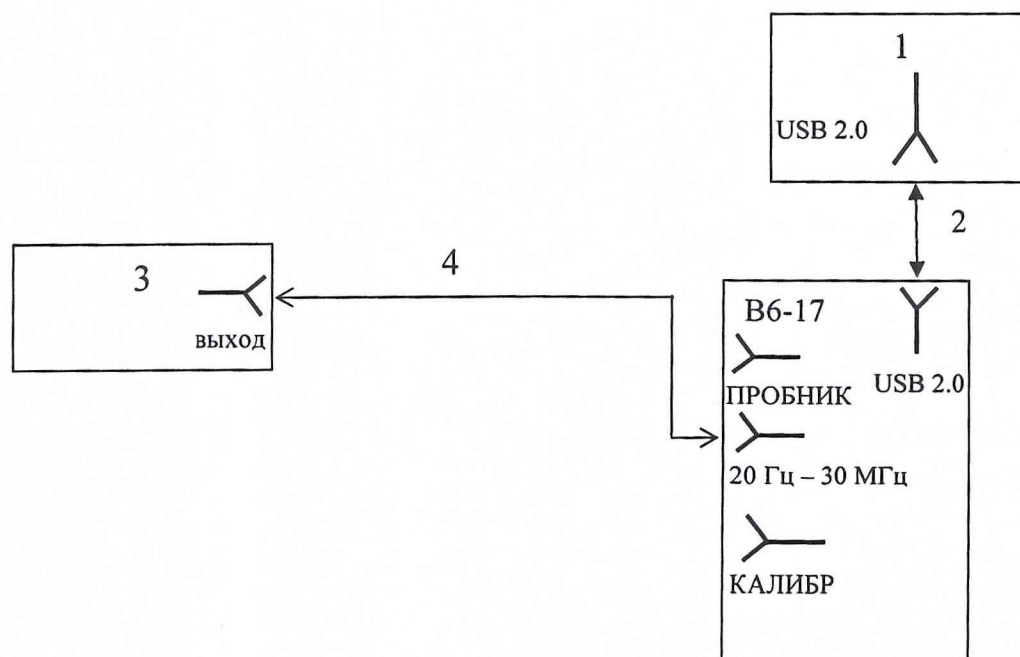 1
USB 2.0
2
3
4
выход
В6-17
ПРОБНИК
USB 2.0
20 Гц – 30 МГц
КАЛИБР